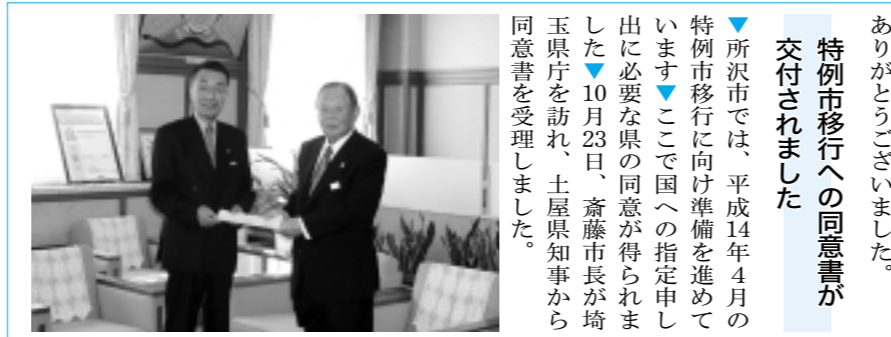 ありがとうございました。
特例市移行への同意書が
交付されました
▼所沢市では、平成14年４月の
特例市移行に向け準備を進めて
います▼ここで国への指定申し
出に必要な県の同意が得られま
した▼10月23日、斎藤市長が埼
玉県庁を訪れ、土屋県知事から
同意書を受理しました。